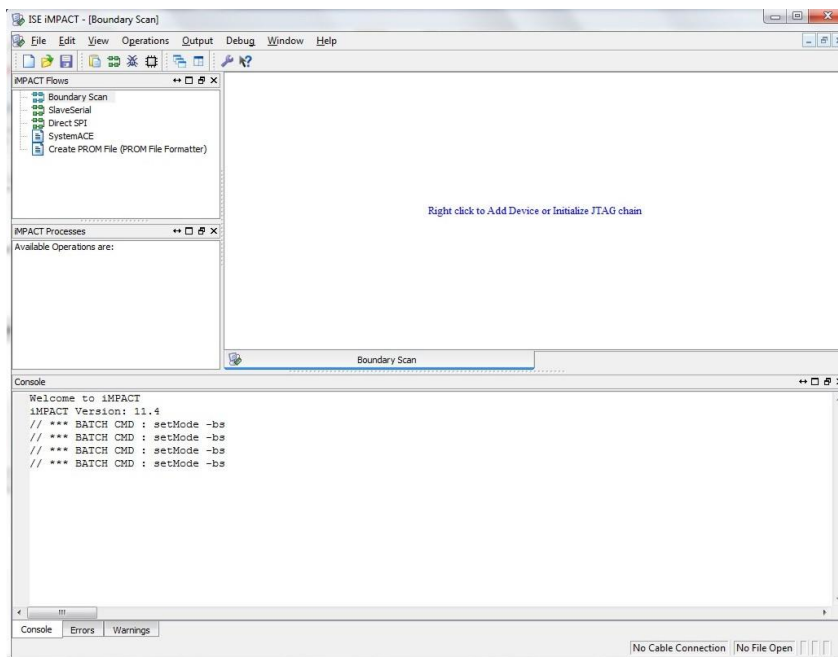 ISE iMPACT - [Boundary Scan]
File Edit View Operations Output Debug Window Help
iMPACT Flows
Boundary Scan
SlaveSerial
Direct SPI
SystemACE
Create PROM File (PROM File Formatter)
Right click to Add Device or Initialize JTAG chain
iMPACT Processes
Available Operations are:
Boundary Scan
Console
Welcome to iMPACT
iMPACT Version: 11.4
// *** BATCH CMD : setMode -bs
// *** BATCH CMD : setMode -bs
// *** BATCH CMD : setMode -bs
// *** BATCH CMD : setMode -bs
Console Errors Warnings
No Cable Connection No File Open